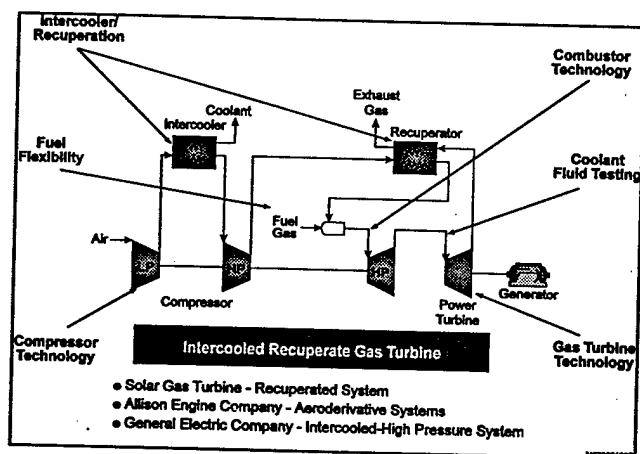 Intercooler/
Recuperation
Combustor
Technology
Exhaust
Gas
Coolant
Intercooler
Recuperator
Fuel
Flexibility
Coolant
Fluid Testing
Fuel
Gas
Air
LP
HP
HP
Compressor
Power
Turbine
Generator
Compressor
Technology
Gas Turbine
Technology
Intercooled Recuperate Gas Turbine
● Solar Gas Turbine - Recuperated System
● Allison Engine Company - Aeroderivative Systems
● General Electric Company - Intercooled-High Pressure System